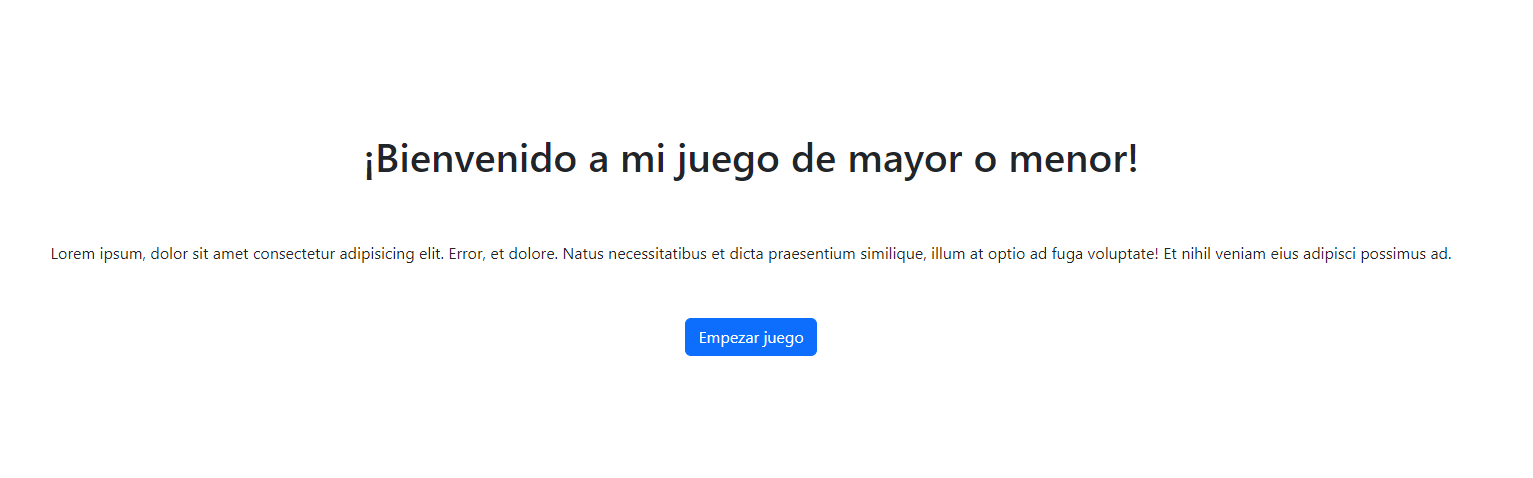 ¡Bienvenido a mi juego de mayor o menor!
Lorem ipsum, dolor sit amet consectetur adipisicing elit. Error, et dolore. Natus necessitatibus et dicta praesentium similique, illum at optio ad fuga voluptate! Et nihil veniam eius adipisci possimus ad.
Empezar juego